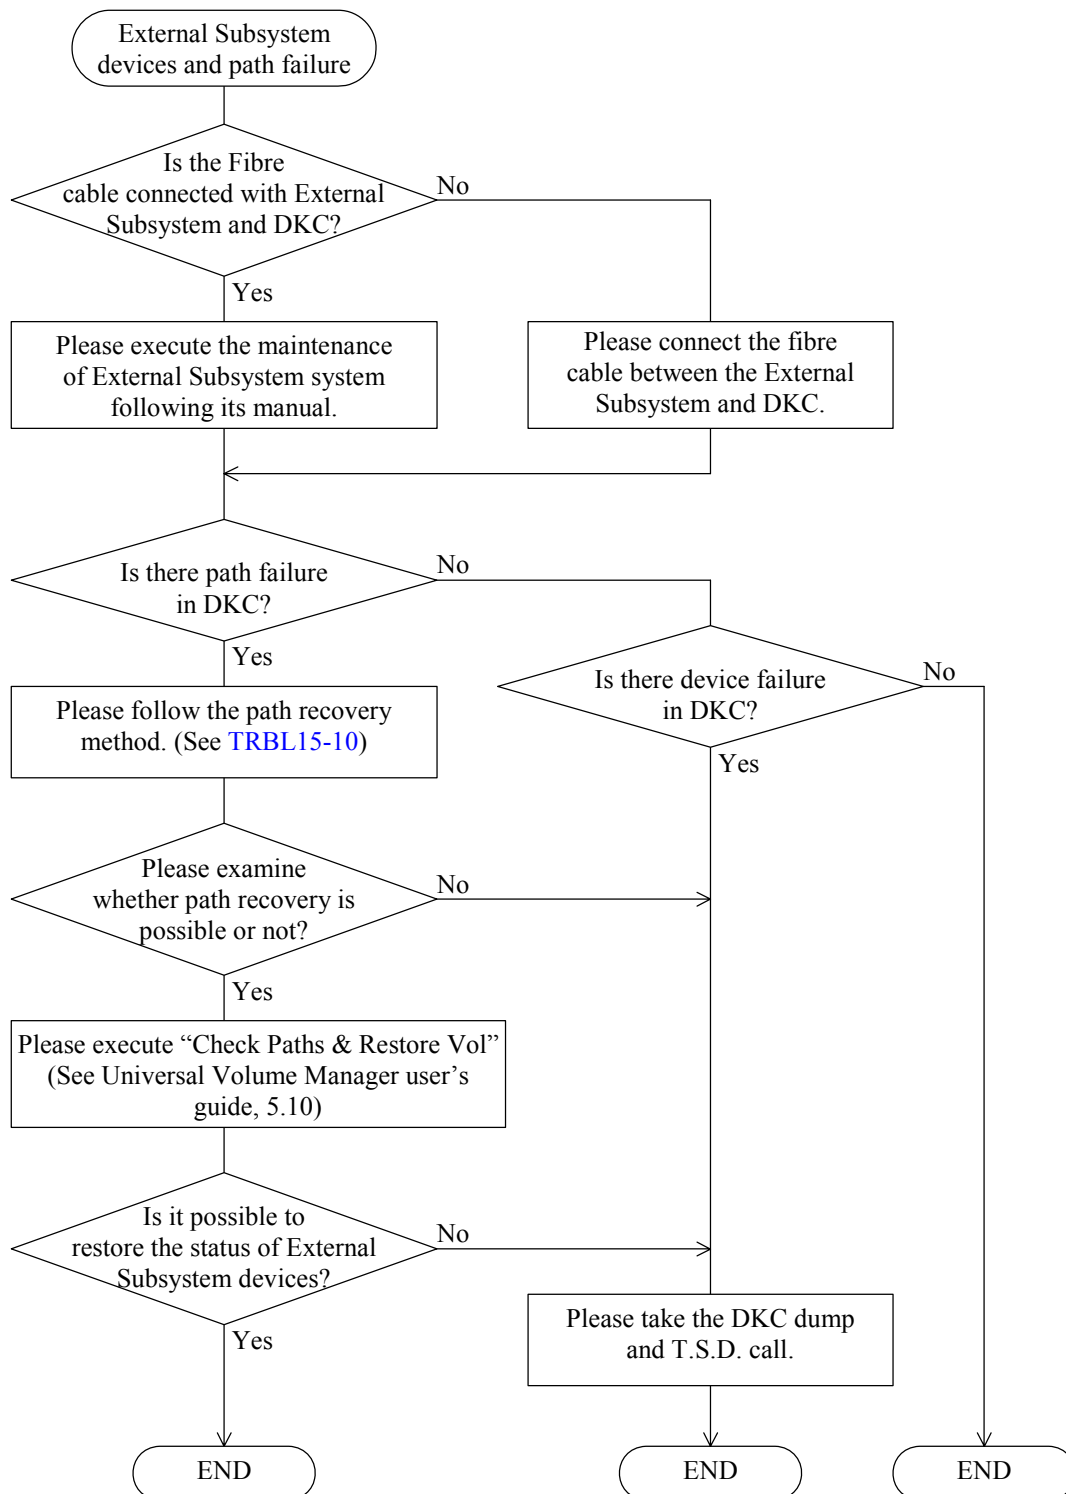 External Subsystem
devices and path failure
Is the Fibre
cable connected with External
Subsystem and DKC?
No
Yes
Please execute the maintenance
of External Subsystem system
following its manual.
Please connect the fibre
cable between the External
Subsystem and DKC.
Is there path failure
in DKC?
No
Yes
Is there device failure
in DKC?
No
Yes
Please follow the path recovery
method. (See TRBL15-10)
Please examine
whether path recovery is
possible or not?
No
Yes
Please execute “Check Paths & Restore Vol”
(See Universal Volume Manager user’s
guide, 5.10)
Is it possible to
restore the status of External
Subsystem devices?
No
Yes
Please take the DKC dump
and T.S.D. call.
END
END
END